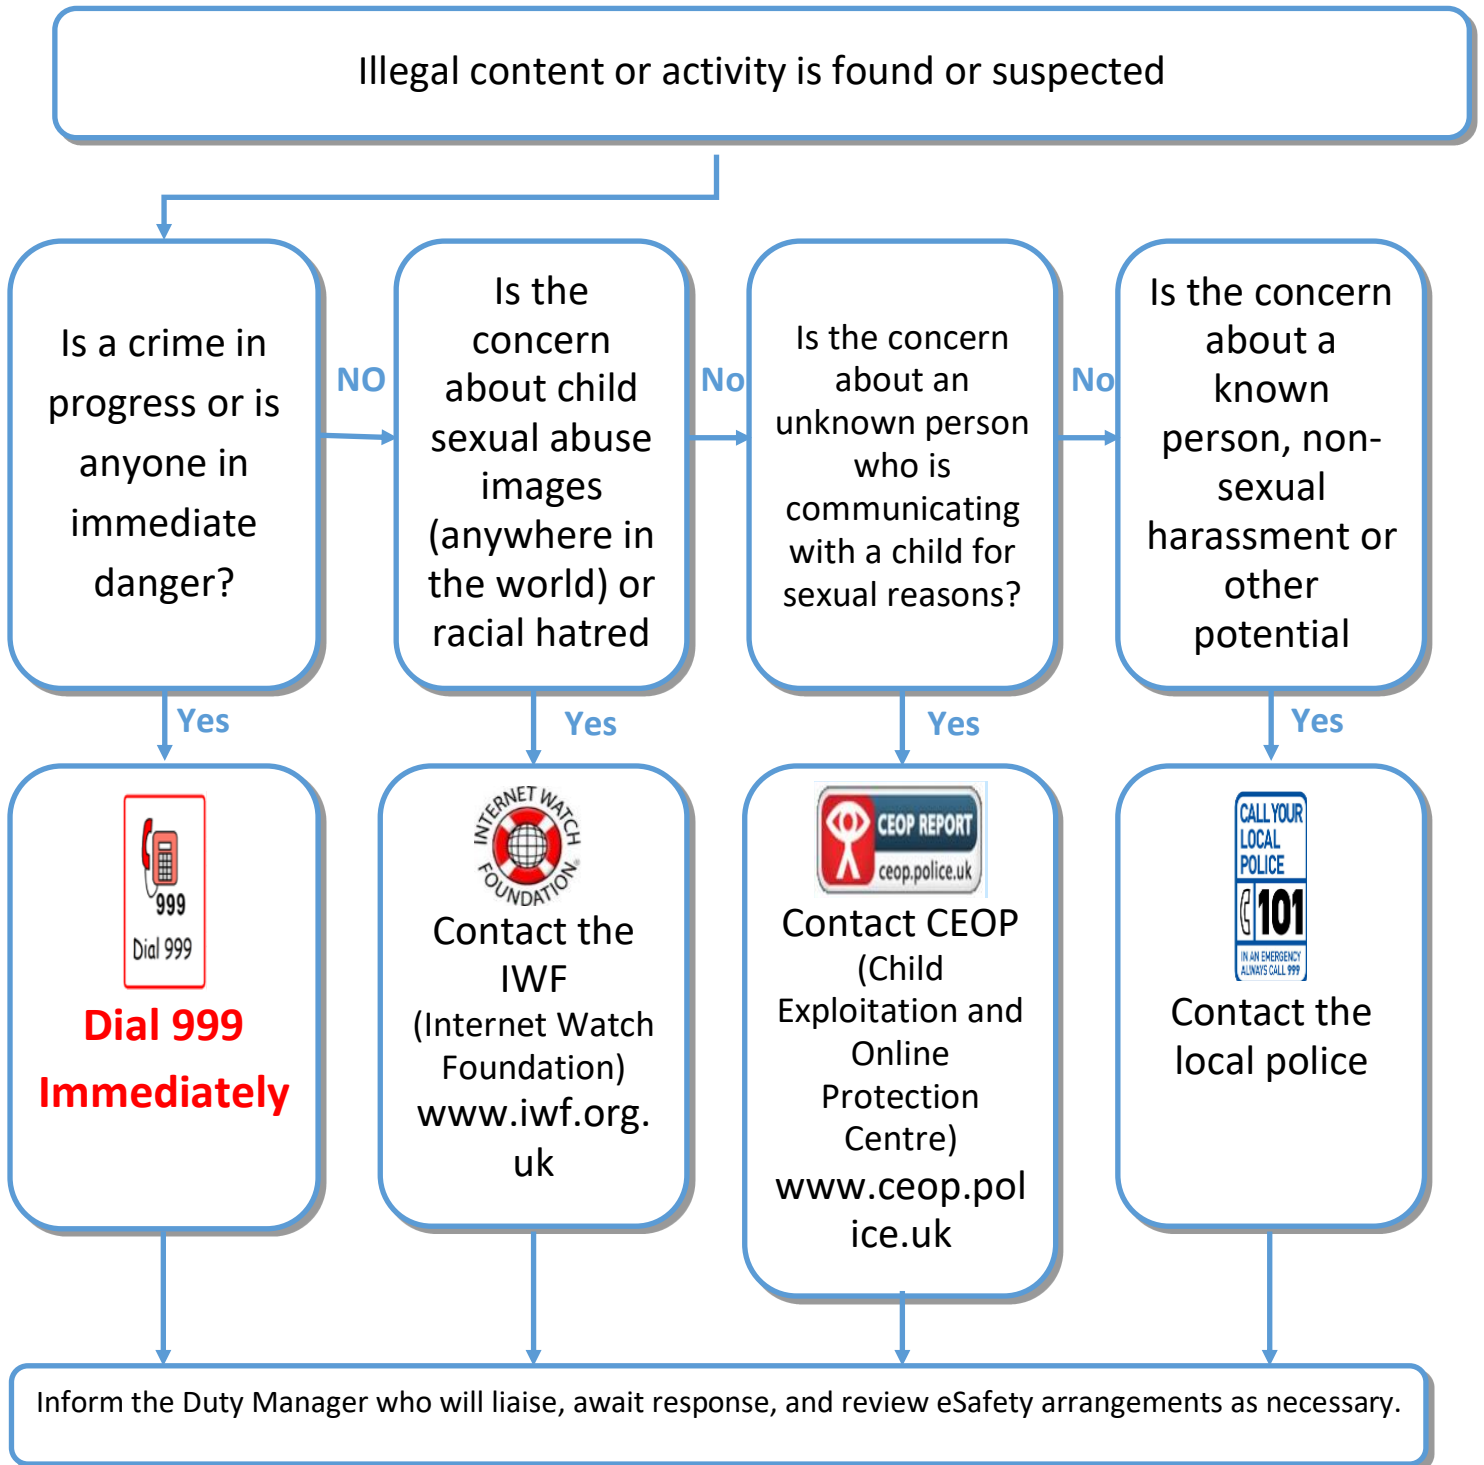 Illegal content or activity is found or suspected
Is a crime in
progress or is
anyone in
immediate
danger?
NO
Is the
concern
about child
sexual abuse
images
(anywhere in
the world) or
racial hatred
No
Is the concern
about an
unknown person
who is
communicating
with a child for
sexual reasons?
No
Is the concern
about a
known
person, non-
sexual
harassment or
other
potential
Yes
Yes
Yes
Yes
999
Dial 999
Dial 999
Immediately
INTERNET WATCH
FOUNDATION
Contact the
IWF
(Internet Watch
Foundation)
www.iwf.org.
uk
CEOP REPORT
ceop.police.uk
Contact CEOP
(Child
Exploitation and
Online
Protection
Centre)
www.ceop.pol
ice.uk
CALL YOUR
LOCAL
POLICE
101
IN AN EMERGENCY
ALWAYS CALL 999
Contact the
local police
Inform the Duty Manager who will liaise, await response, and review eSafety arrangements as necessary.